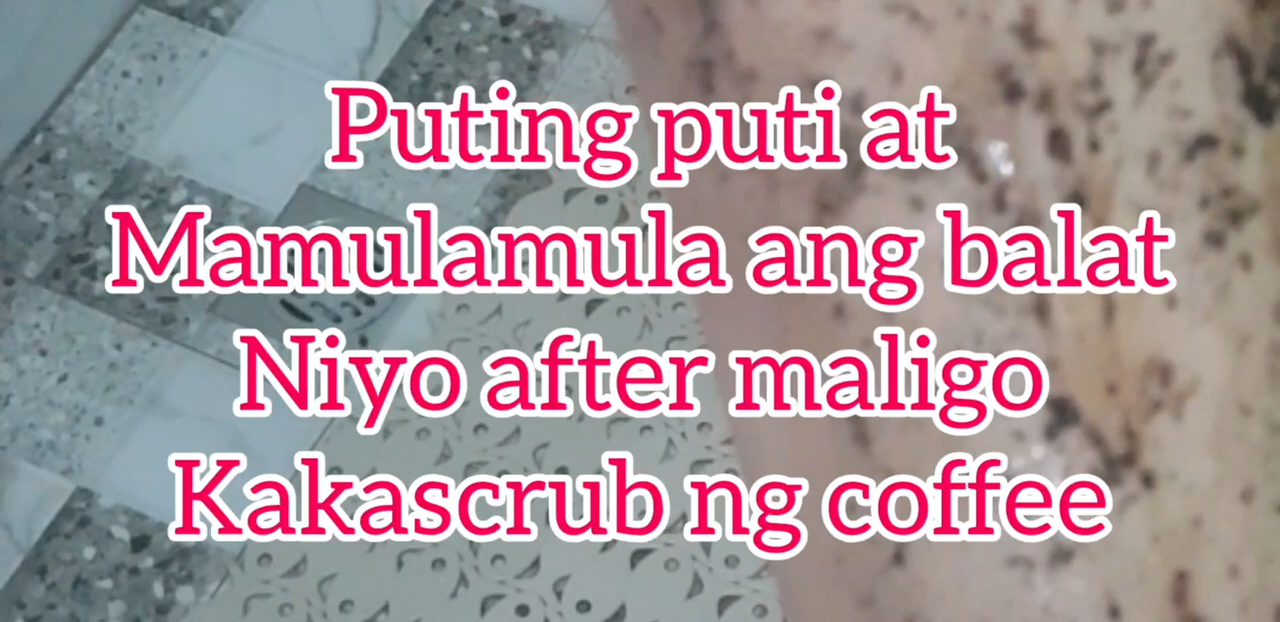 Puting puti at
Mamulamula ang balat
Niyo after maligo
Kakascrub ng coffee